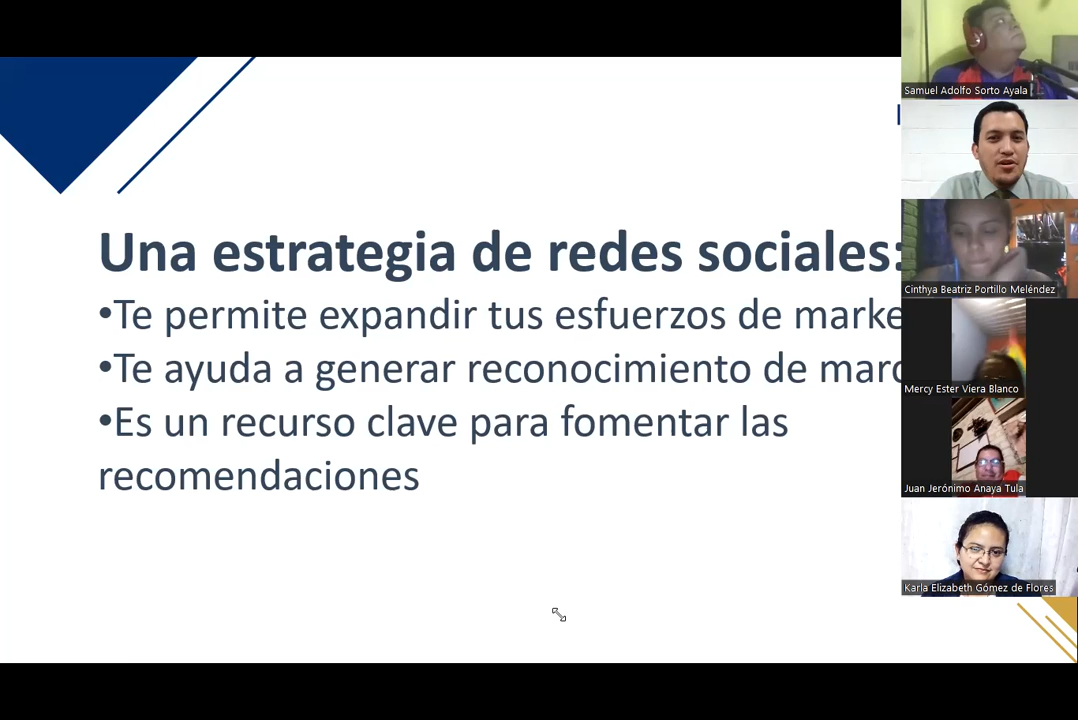 Una estrategia de redes sociales:
•Te permite expandir tus esfuerzos de
•Te ayuda a generar reconocimiento de
•Es un recurso clave para fomentar las
recomendaciones
Samuel Adolfo Sorto Ayala
Cinthya Beatriz Portillo Meléndez
Mercy Ester Viera Blanco
Juan Jerónimo Anaya Tula
Karla Elizabeth Gómez de Flores